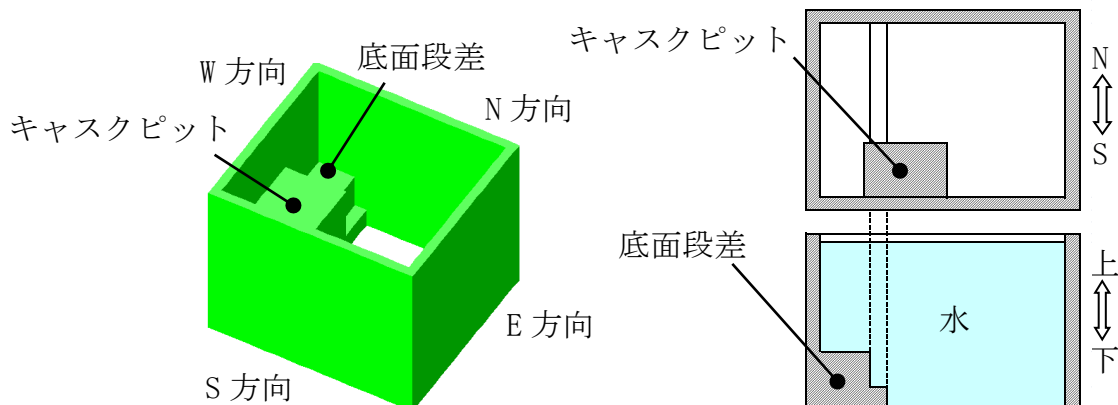 底面段差
W 方向
N 方向
キャスクピット
E 方向
S 方向
キャスクピット
N
S
底面段差
水
上
下